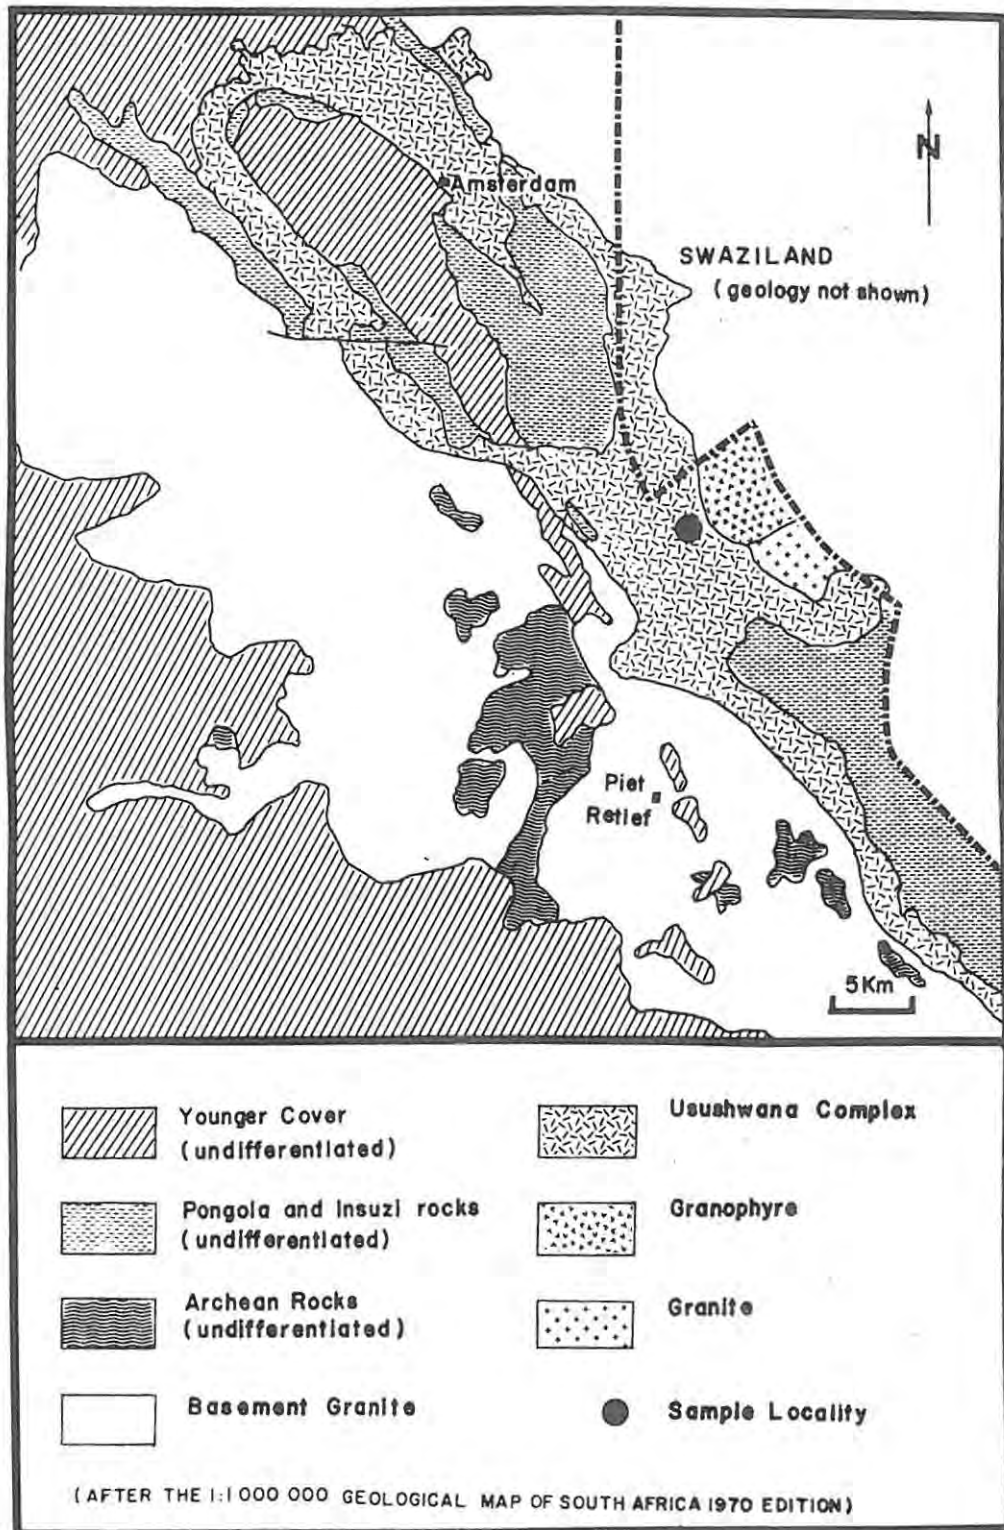 N
Amsterdam
SWAZILAND
(geology not shown)
Piet
Retief
5Km
Younger Cover
(undifferentiated)
Pongola and Insuzi rocks
(undifferentiated)
Archean Rocks
(undifferentiated)
Basement Granite
Usushwana Complex
Granophyre
Granite
Sample Locality
(AFTER THE 1:1 000 000 GEOLOGICAL MAP OF SOUTH AFRICA 1970 EDITION)